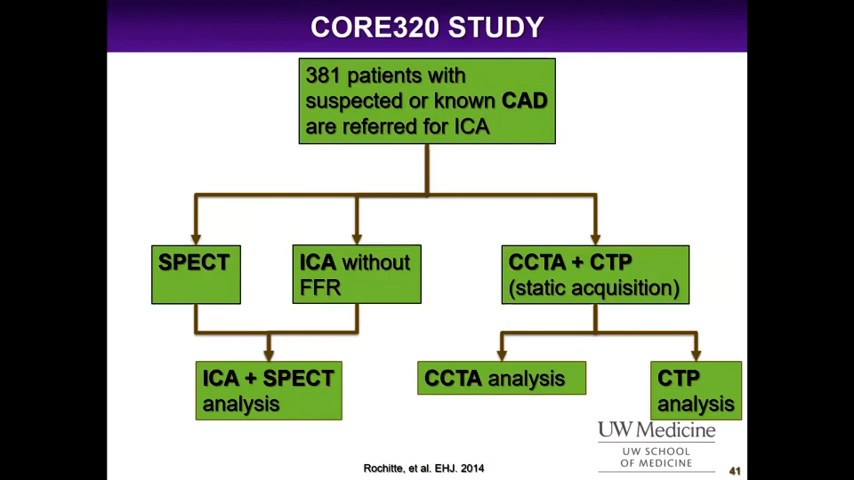 CORE320 STUDY
381 patients with
suspected or known CAD
are referred for ICA
SPECT
ICA without
FFR
CCTA + CTP
(static acquisition)
ICA + SPECT
analysis
CCTA analysis
CTP
analysis
UW Medicine
UW SCHOOL
OF MEDICINE
Rochitte, et al. EHJ. 2014
41